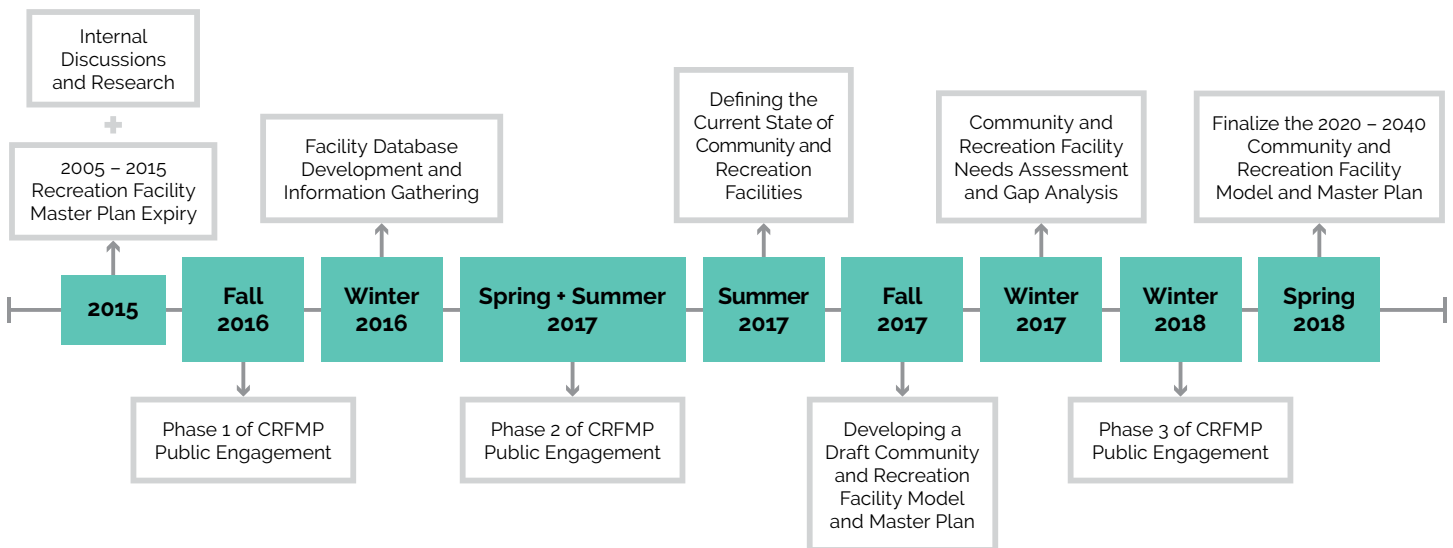 Internal
Discussions
and Research
+
2005 – 2015
Recreation Facility
Master Plan Expiry
Facility Database
Development and
Information Gathering
Defining the
Current State of
Community and
Recreation
Facilities
Community and
Recreation Facility
Needs Assessment
and Gap Analysis
Finalize the 2020 – 2040
Community and
Recreation Facility
Model and Master Plan
2015
Fall
2016
Winter
2016
Spring + Summer
2017
Summer
2017
Fall
2017
Winter
2017
Winter
2018
Spring
2018
Phase 1 of CRFMP
Public Engagement
Phase 2 of CRFMP
Public Engagement
Developing a
Draft Community
and Recreation
Facility Model
and Master Plan
Phase 3 of CRFMP
Public Engagement